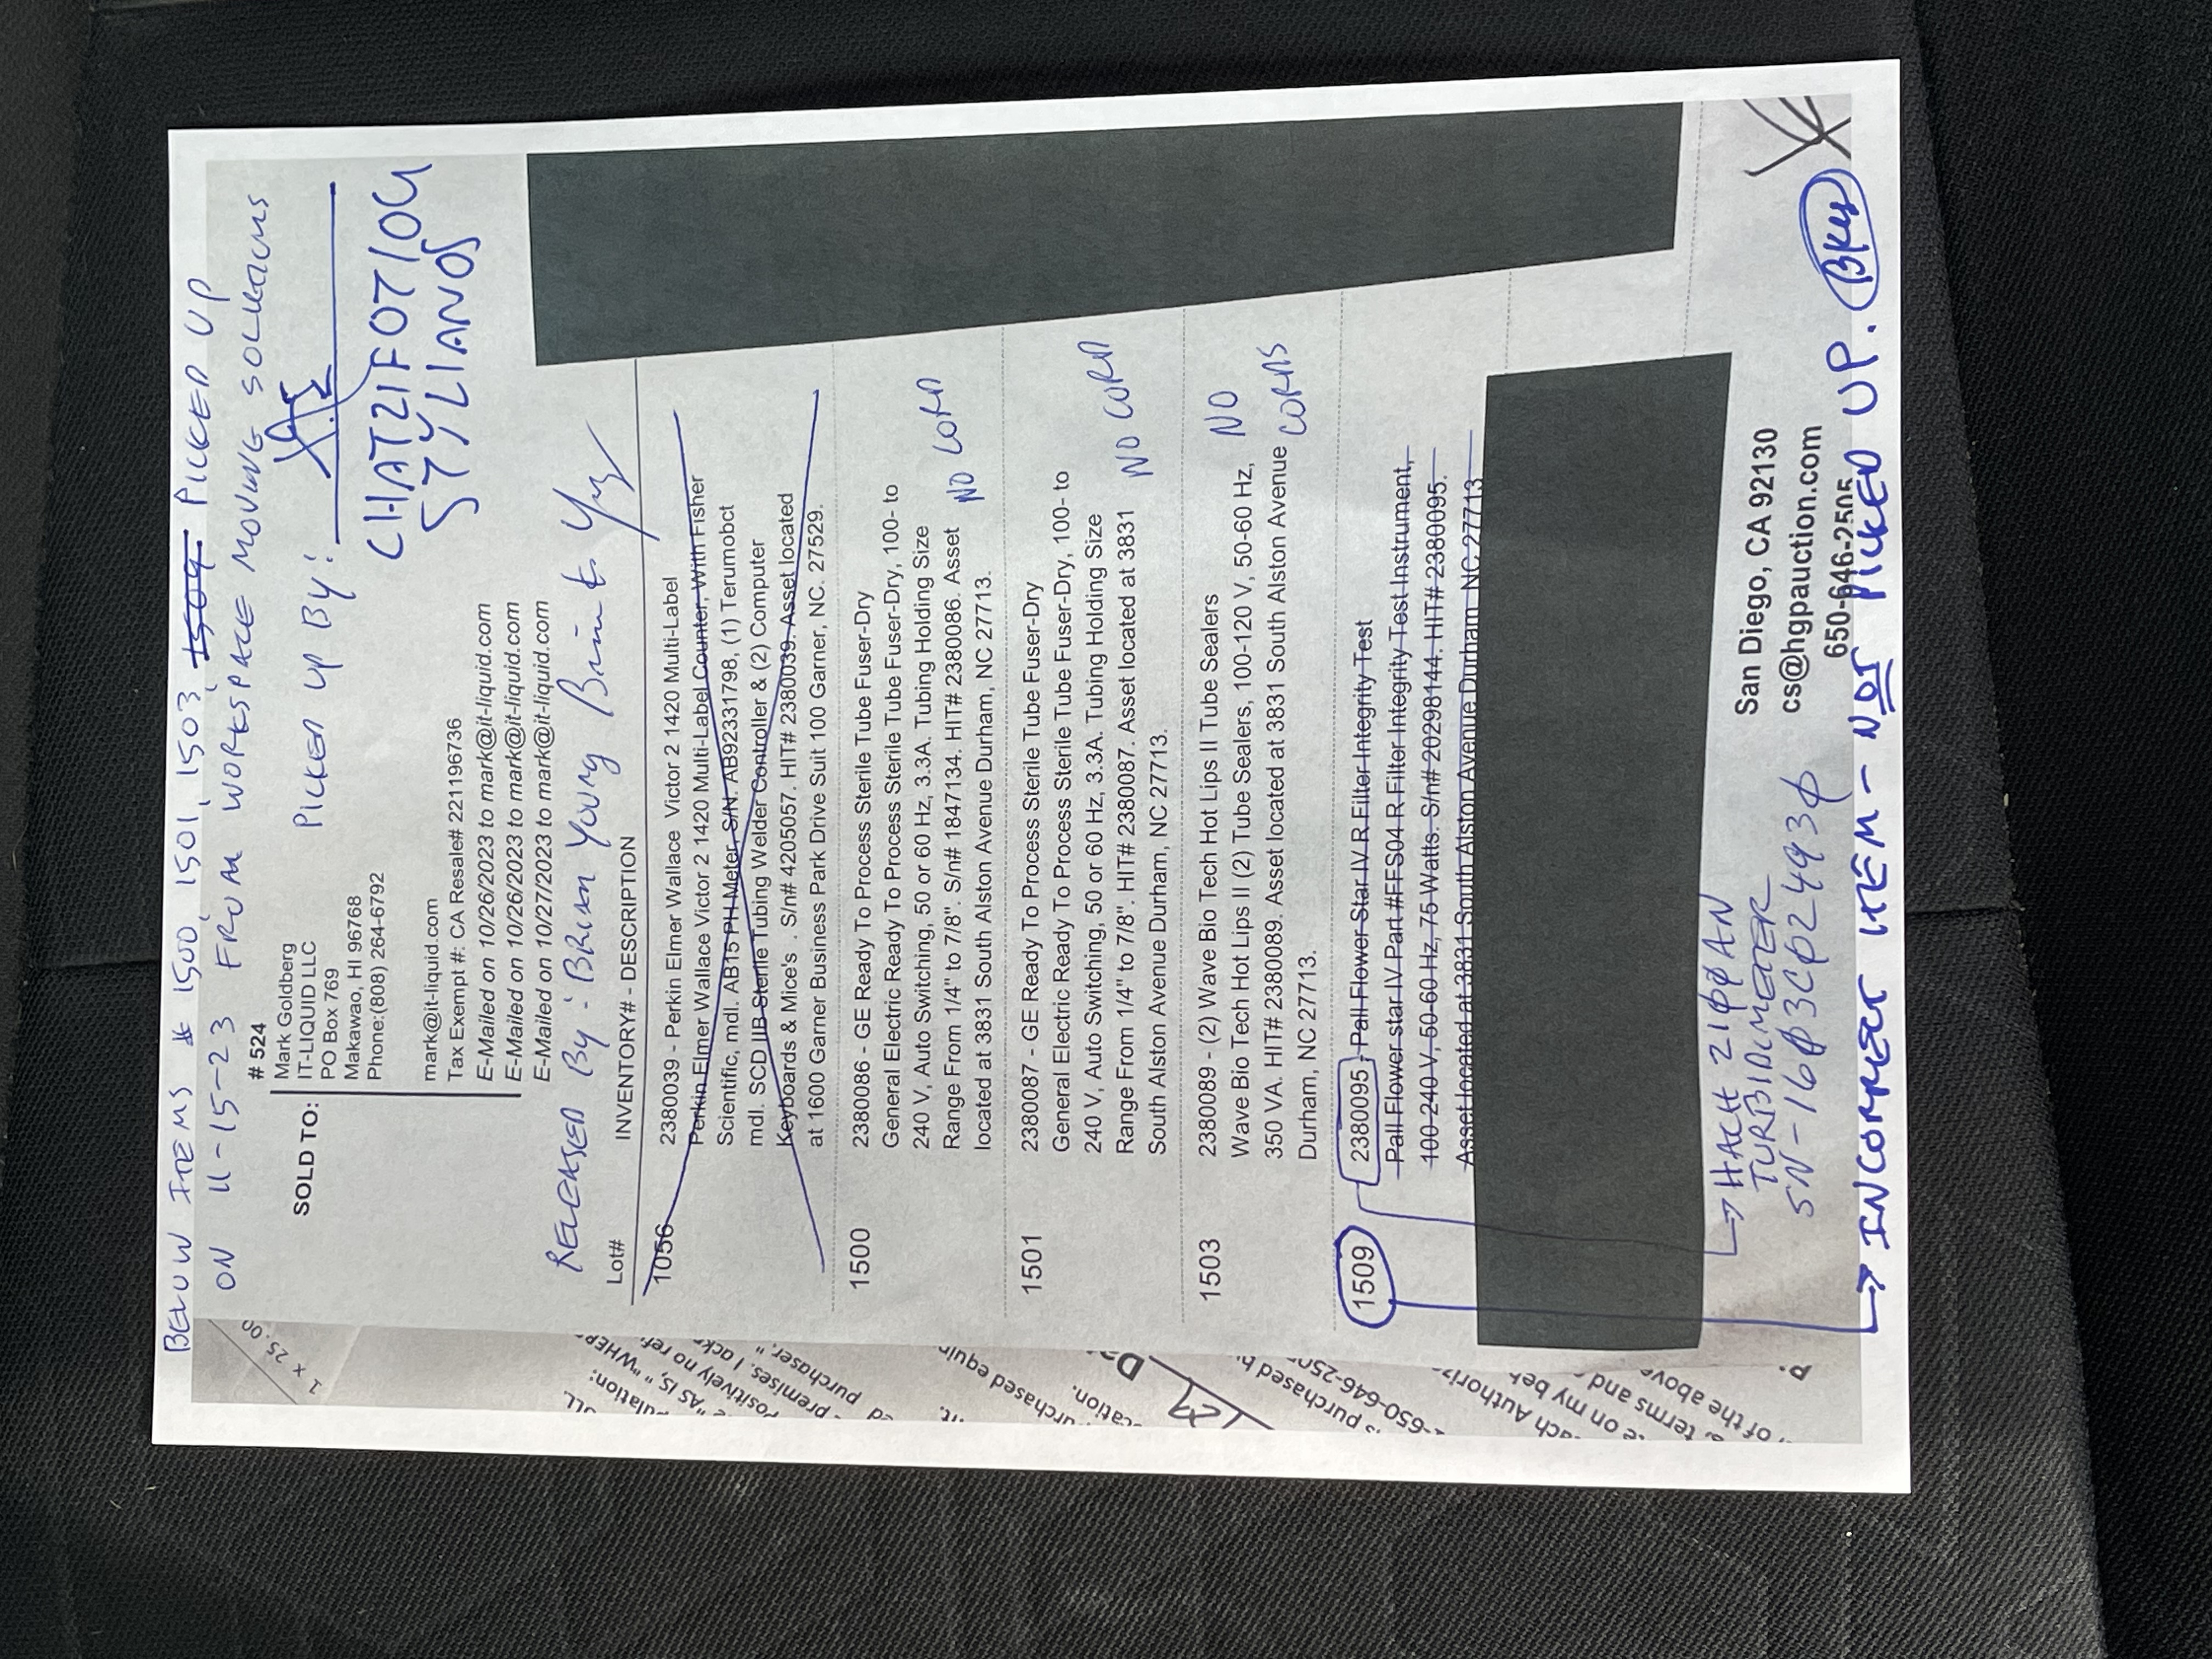 BELOW ITEMS # 1500, 1501, 1503 1509 PICKED UP
ON 11-15-23 FROM WORKSPACE MOVING SOLUTIONS
# 524
SOLD TO:
Mark Goldberg
IT-LIQUID LLC
PO Box 769
Makawao, HI 96768
Phone:(808) 264-6792
PICKED UP BY:
CHATZIFOTIOU
STYLIANOS
mark@it-liquid.com
Tax Exempt #: CA Resale# 221196736
E-Mailed on 10/26/2023 to mark@it-liquid.com
E-Mailed on 10/26/2023 to mark@it-liquid.com
E-Mailed on 10/27/2023 to mark@it-liquid.com
RELEASED BY: BRIAN YOUNG
Lot# INVENTORY# - DESCRIPTION
1056 2380039 - Perkin Elmer Wallace Victor 2 1420 Multi-Label
Perkin Elmer Wallace Victor 2 1420 Multi-Label Counter, With Fisher
Scientific, mdl. AB15 PH Meter, S/N. AB92331798, (1) Terumobct
mdl. SCD IIB Sterile Tubing Welder Controller & (2) Computer
Keyboards & Mice's . S/n# 4205057. HIT# 2380039. Asset located
at 1600 Garner Business Park Drive Suit 100 Garner, NC. 27529.
1500 2380086 - GE Ready To Process Sterile Tube Fuser-Dry
General Electric Ready To Process Sterile Tube Fuser-Dry, 100- to
240 V, Auto Switching, 50 or 60 Hz, 3.3A. Tubing Holding Size
Range From 1/4" to 7/8". S/n# 1847134. HIT# 2380086. Asset NO CORD
located at 3831 South Alston Avenue Durham, NC 27713.
1501 2380087 - GE Ready To Process Sterile Tube Fuser-Dry
General Electric Ready To Process Sterile Tube Fuser-Dry, 100- to
240 V, Auto Switching, 50 or 60 Hz, 3.3A. Tubing Holding Size
Range From 1/4" to 7/8". HIT# 2380087. Asset located at 3831 NO CORD
South Alston Avenue Durham, NC 27713.
1503 2380089 - (2) Wave Bio Tech Hot Lips II Tube Sealers
Wave Bio Tech Hot Lips II (2) Tube Sealers, 100-120 V, 50-60 Hz, NO
350 VA. HIT# 2380089. Asset located at 3831 South Alston Avenue CORDS
Durham, NC 27713.
1509 2380095 - Pall Flower Star IV R Filter Integrity Test
Pall Flower star IV Part #FFS04 R Filter Integrity Test Instrument,
100-240 V, 50-60 Hz, 75 Watts. S/n# 20298144. HIT# 2380095.
Asset located at 3831 South Alston Avenue Durham, NC 27713
→ HACH 2100AN
TURBIDIMETER
SN-1603C024930
San Diego, CA 92130
cs@hgpauction.com
650-646-2505
→ INCORRECT ITEM - NOT PICKED UP.
1 x 25.00